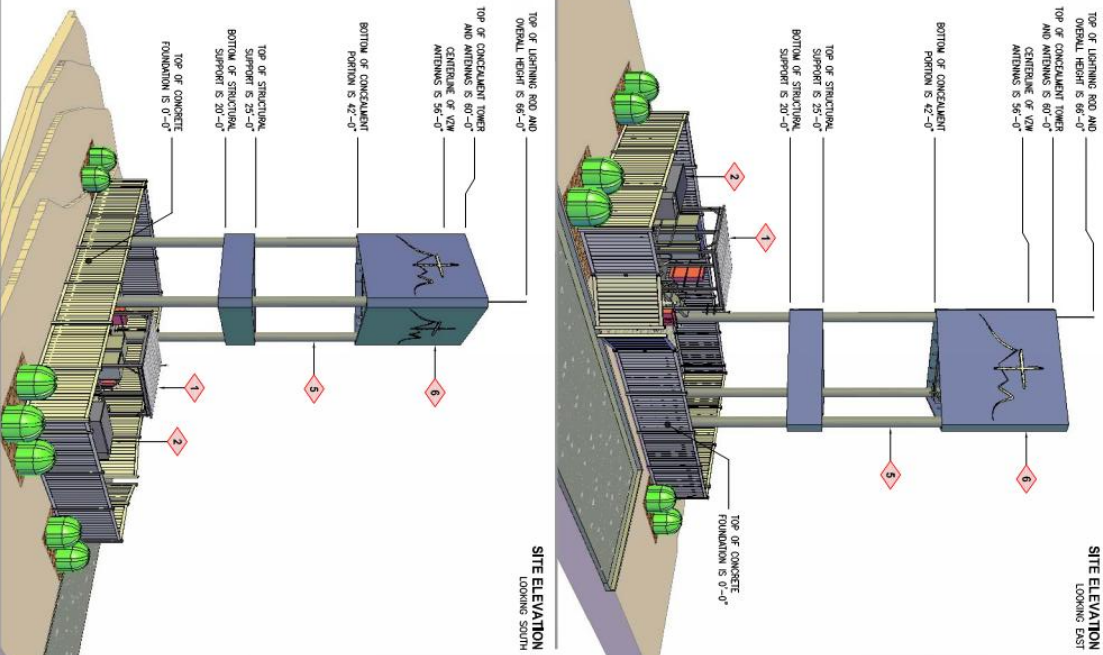 TOP OF LIGHTNING ROD AND
OVERALL HEIGHT IS 66'-0"
TOP OF CONCEALMENT TOWER
AND ANTENNAS IS 60'-0"
CENTERLINE OF VZW
ANTENNAS IS 56'-0"
BOTTOM OF CONCEALMENT
PORTION IS 42'-0"
TOP OF STRUCTURAL
SUPPORT IS 25'-0"
BOTTOM OF STRUCTURAL
SUPPORT IS 20'-0"
2
1
5
6
TOP OF CONCRETE
FOUNDATION IS 0'-0"
SITE ELEVATION
LOOKING EAST
TOP OF LIGHTNING ROD AND
OVERALL HEIGHT IS 66'-0"
TOP OF CONCEALMENT TOWER
AND ANTENNAS IS 60'-0"
CENTERLINE OF VZW
ANTENNAS IS 56'-0"
BOTTOM OF CONCEALMENT
PORTION IS 42'-0"
TOP OF STRUCTURAL
SUPPORT IS 25'-0"
BOTTOM OF STRUCTURAL
SUPPORT IS 20'-0"
TOP OF CONCRETE
FOUNDATION IS 0'-0"
6
5
1
2
SITE ELEVATION
LOOKING SOUTH